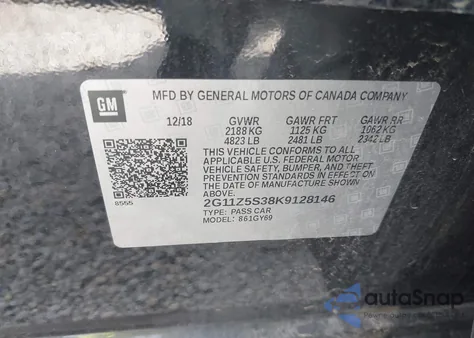 GM
MFD BY GENERAL MOTORS OF CANADA COMPANY
12/18 GVWR GAWR FRT GAWR RR
2188 KG 1125 KG 1062 KG
4823 LB 2481 LB 2342 LB
THIS VEHICLE CONFORMS TO ALL
APPLICABLE U.S. FEDERAL MOTOR
VEHICLE SAFETY, BUMPER, AND THEFT
PREVENTION STANDARDS IN EFFECT ON
THE DATE OF MANUFACTURE SHOWN
ABOVE.
8555
2G11Z5S38K9128146
TYPE: PASS CAR
MODEL: 861GY69
autoSnap